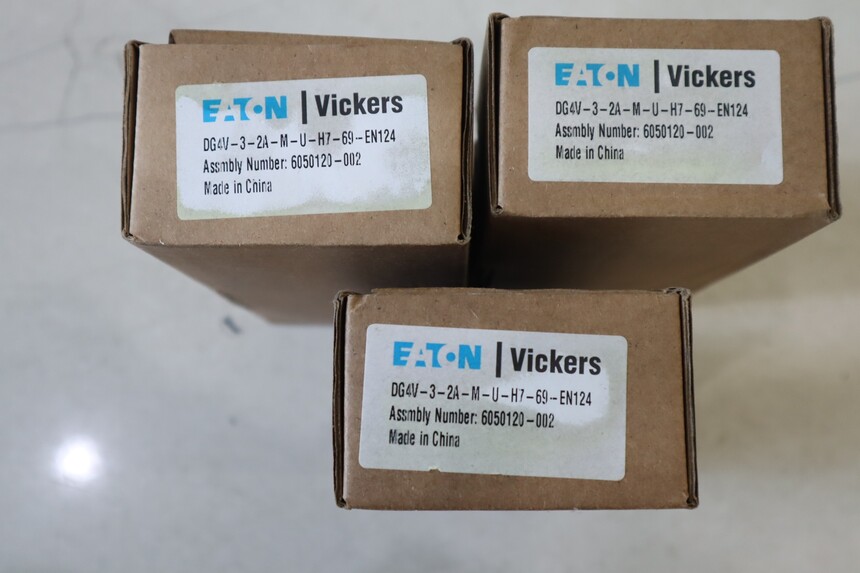 EATON | Vickers
DG4V-3-2A-M-U-H7-69-EN124
Assmbly Number: 6050120-002
Made in China
EATON | Vickers
DG4V-3-2A-M-U-H7-69-EN124
Assmbly Number: 6050120-002
Made in China
EATON | Vickers
DG4V-3-2A-M-U-H7-69-EN124
Assmbly Number: 6050120-002
Made in China